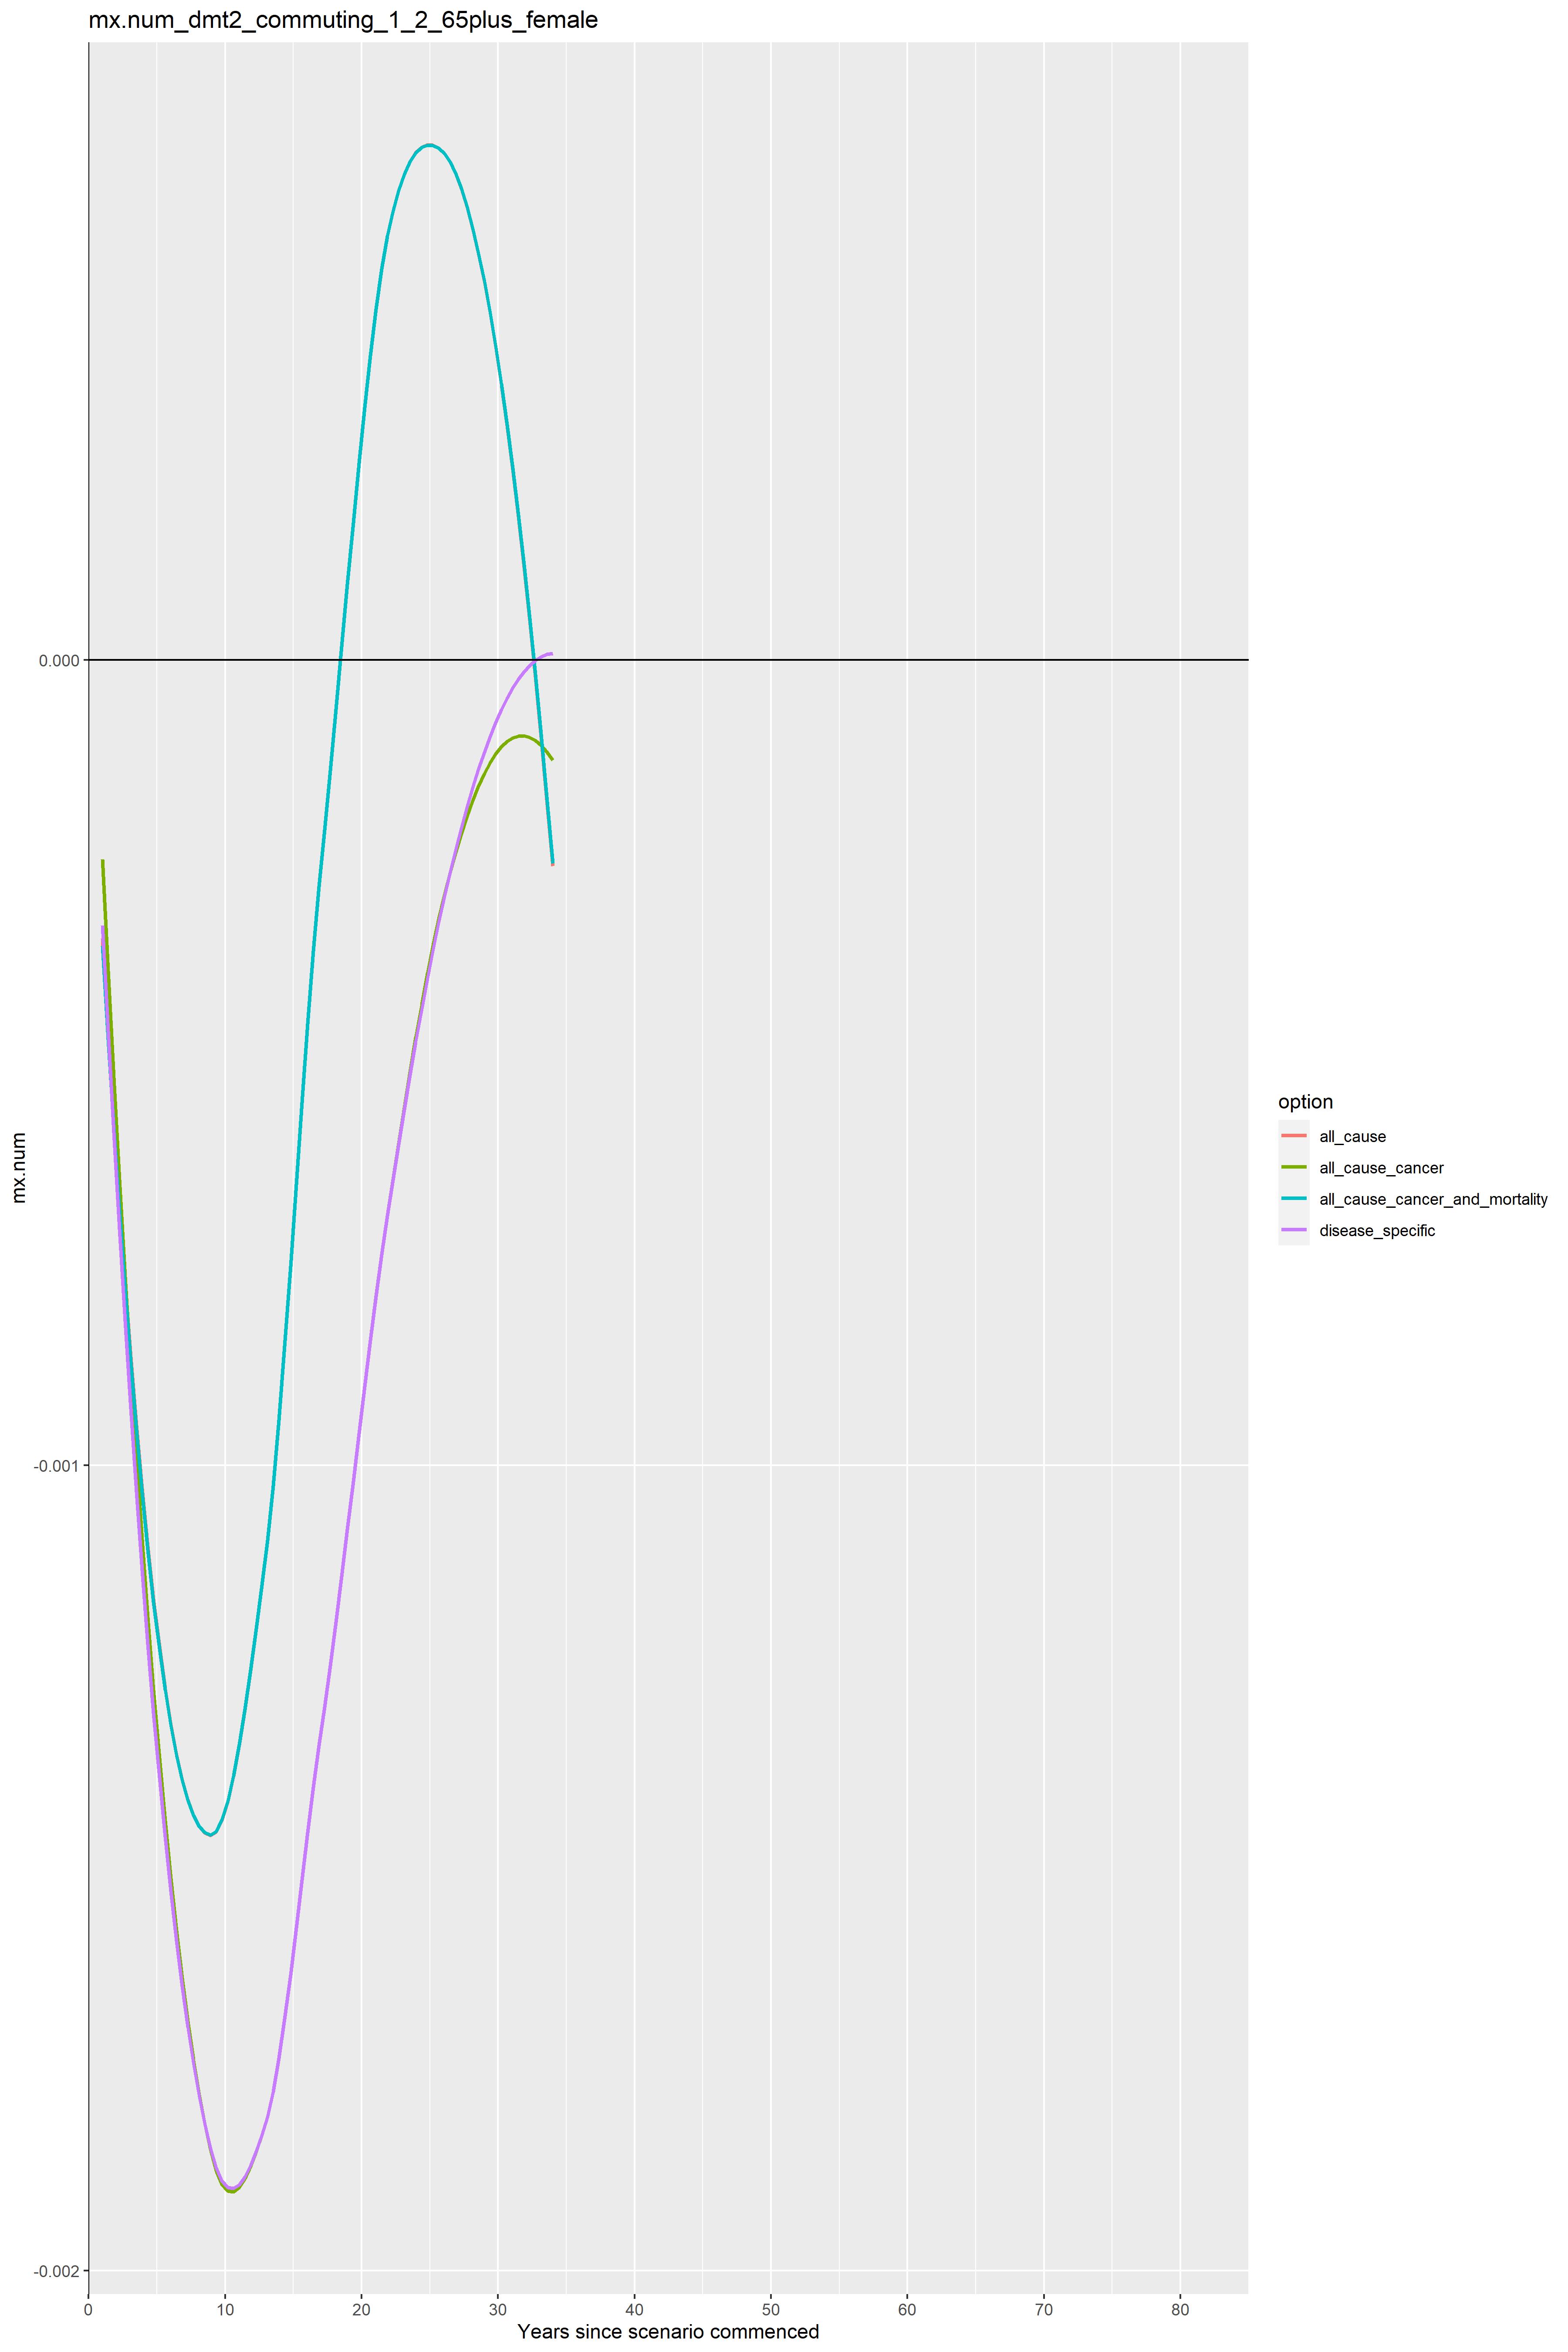 mx.num_dmt2_commuting_1_2_65plus_female
mx.num
0.000
-0.001
-0.002
0 10 20 30 40 50 60 70 80
Years since scenario commenced
option
all_cause
all_cause_cancer
all_cause_cancer_and_mortality
disease_specific